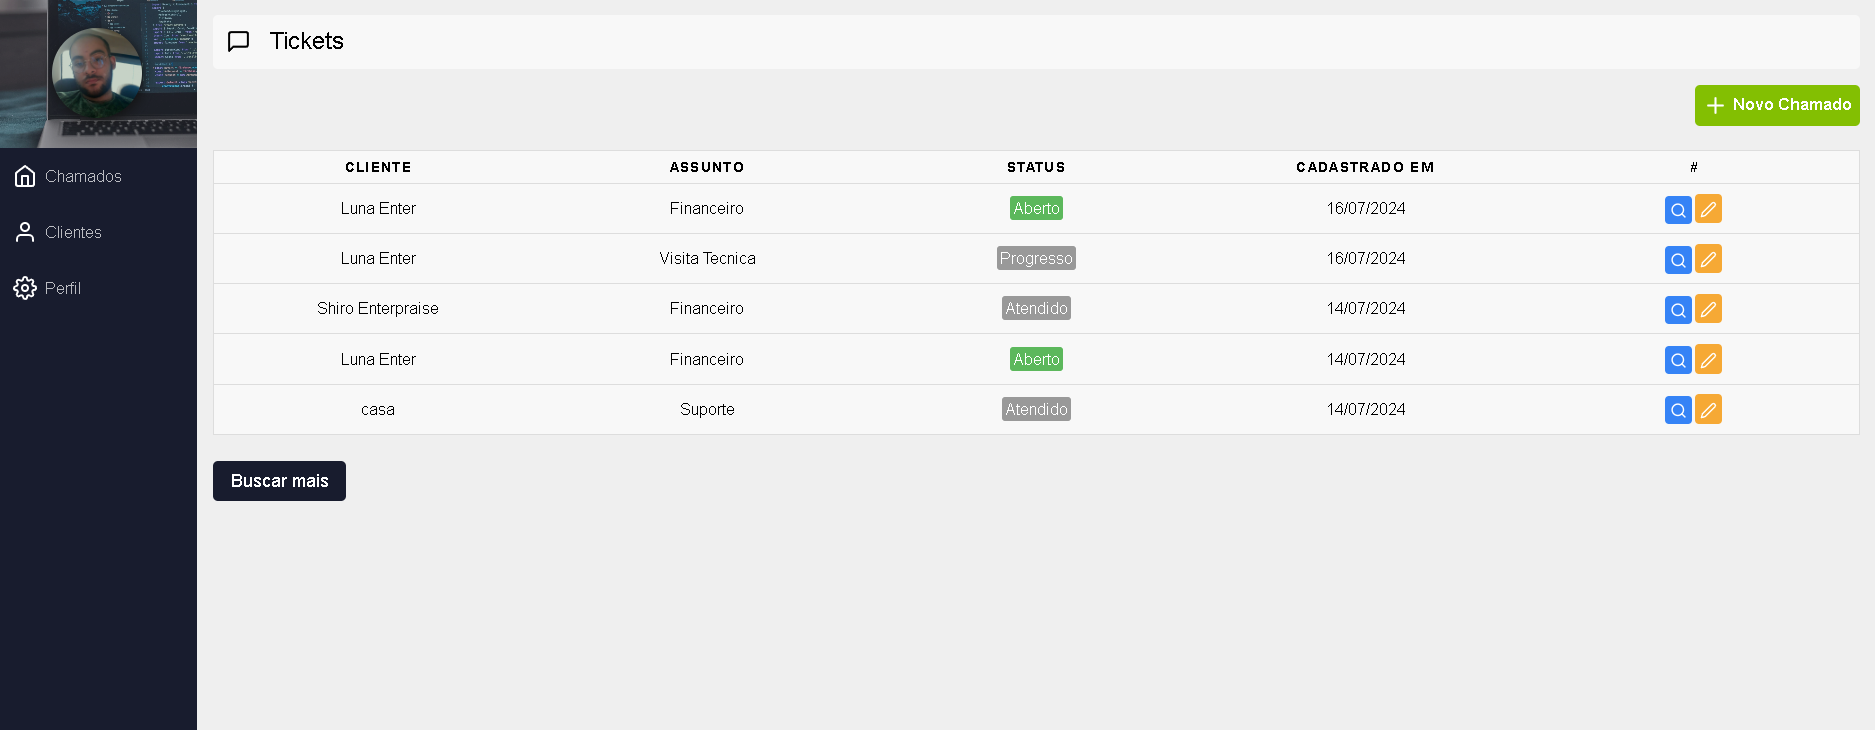 Tickets
Novo Chamado
Chamados
Clientes
Perfil
CLIENTE ASSUNTO STATUS CADASTRADO EM #
Luna Enter Financeiro Aberto 16/07/2024
Luna Enter Visita Tecnica Progresso 16/07/2024
Shiro Enterpraise Financeiro Atendido 14/07/2024
Luna Enter Financeiro Aberto 14/07/2024
casa Suporte Atendido 14/07/2024
Buscar mais